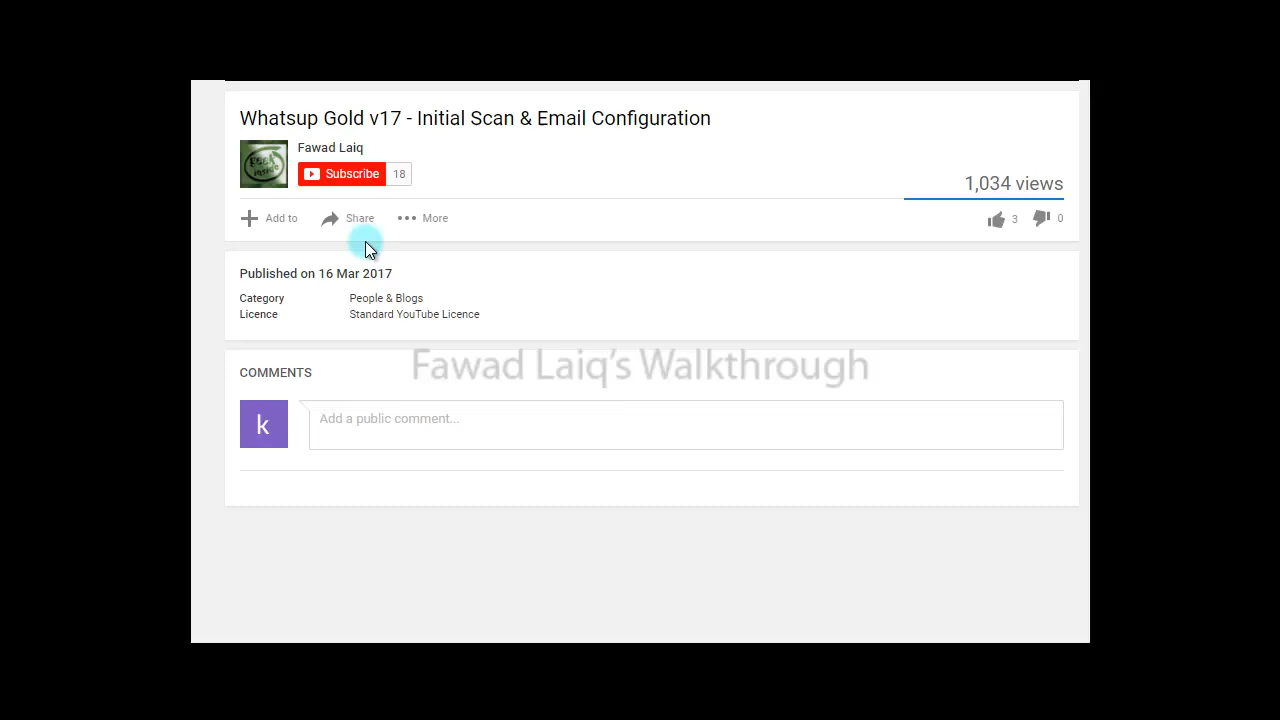 Whatsup Gold v17 - Initial Scan & Email Configuration
Fawad Laiq
Subscribe 18
1,034 views
Add to Share More 3 0
Published on 16 Mar 2017
Category People & Blogs
Licence Standard YouTube Licence
Fawad Laiq's Walkthrough
COMMENTS
k Add a public comment...